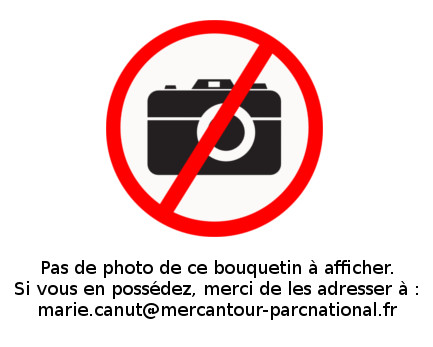 Pas de photo de ce bouquetin à afficher.
Si vous en possédez, merci de les adresser à :
marie.canut@mercantour-parcnational.fr